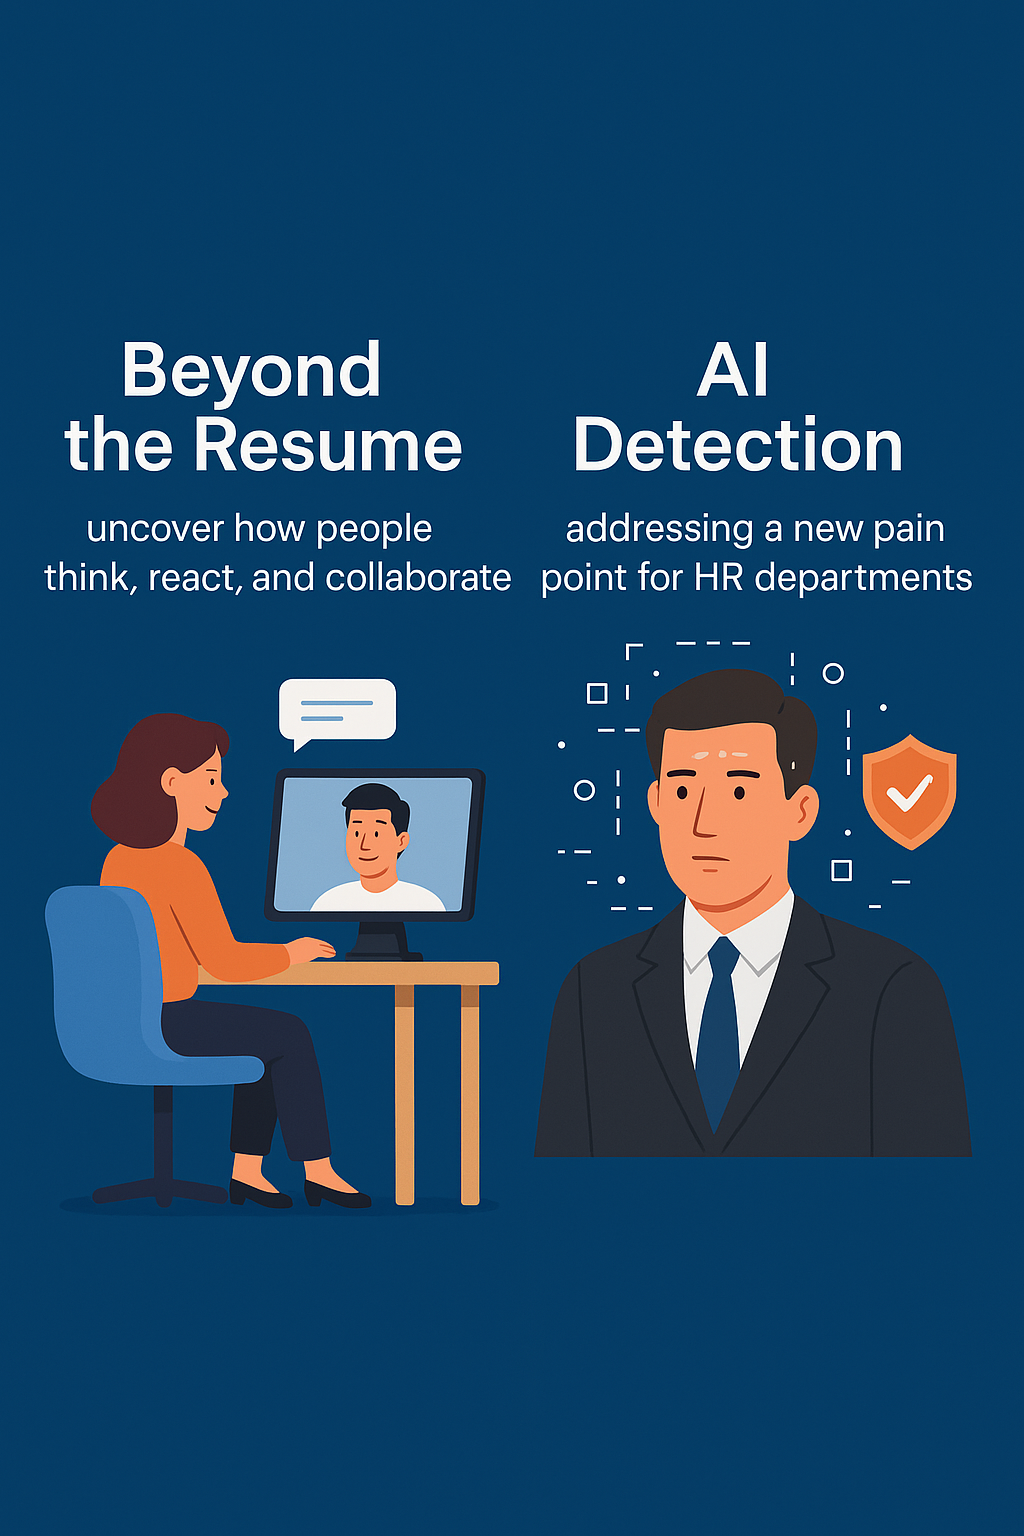 Beyond
the Resume
uncover how people
think, react, and collaborate
AI
Detection
addressing a new pain
point for HR departments